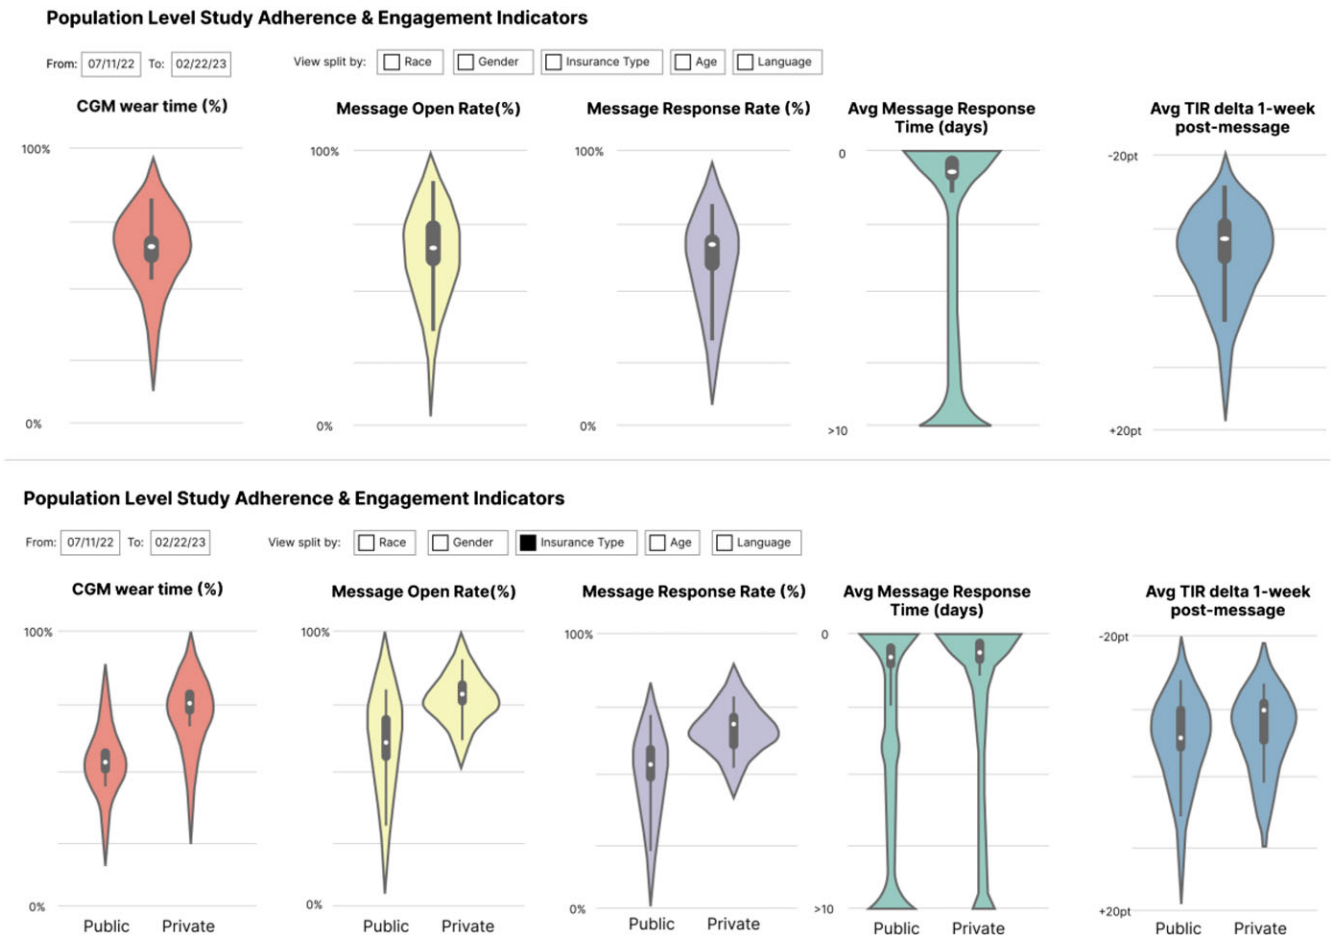 Population Level Study Adherence & Engagement Indicators
From: 07/11/22 To: 02/22/23 View split by: Race Gender Insurance Type Age Language
CGM wear time (%)
100%
0%
Message Open Rate(%)
100%
0%
Message Response Rate (%)
100%
0%
Avg Message Response
Time (days)
0
>10
Avg TIR delta 1-week
post-message
-20pt
+20pt
Population Level Study Adherence & Engagement Indicators
From: 07/11/22 To: 02/22/23 View split by: Race Gender Insurance Type Age Language
CGM wear time (%)
100%
0%
Public Private
Message Open Rate(%)
100%
0%
Public Private
Message Response Rate (%)
100%
0%
Public Private
Avg Message Response
Time (days)
0
>10
Public Private
Avg TIR delta 1-week
post-message
-20pt
+20pt
Public Private